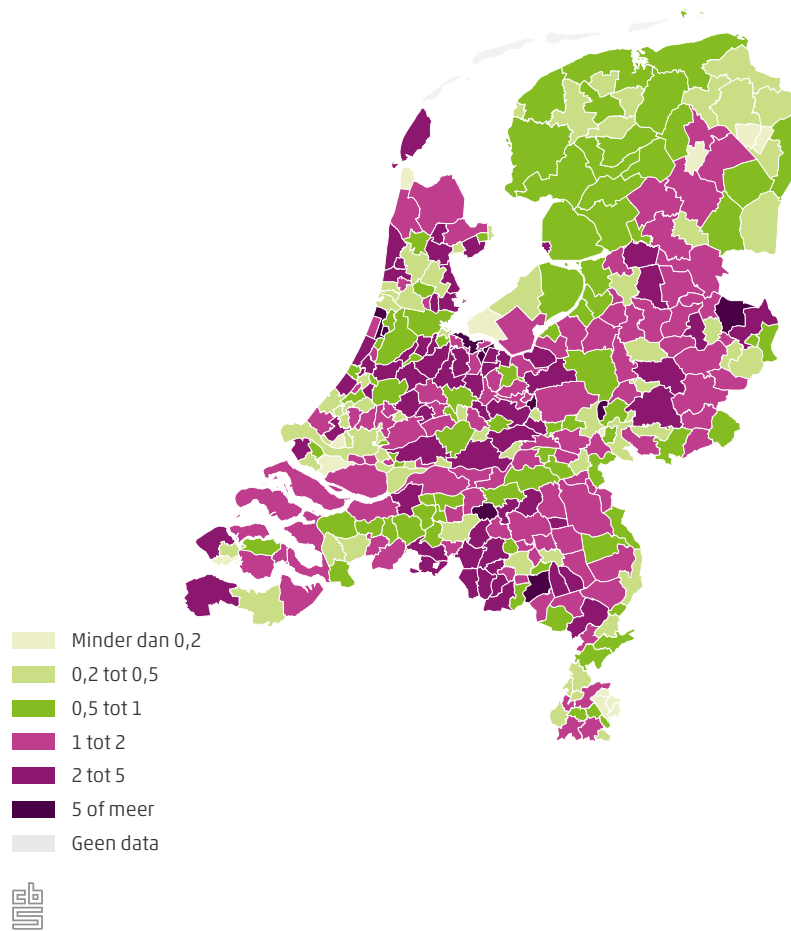 Minder dan 0,2
0,2 tot 0,5
0,5 tot 1
1 tot 2
2 tot 5
5 of meer
Geen data
cbs